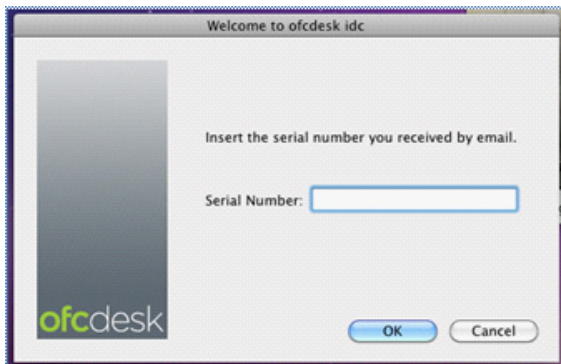 Welcome to ofcdesk idc
Insert the serial number you received by email.
Serial Number:
ofcdesk
OK
Cancel